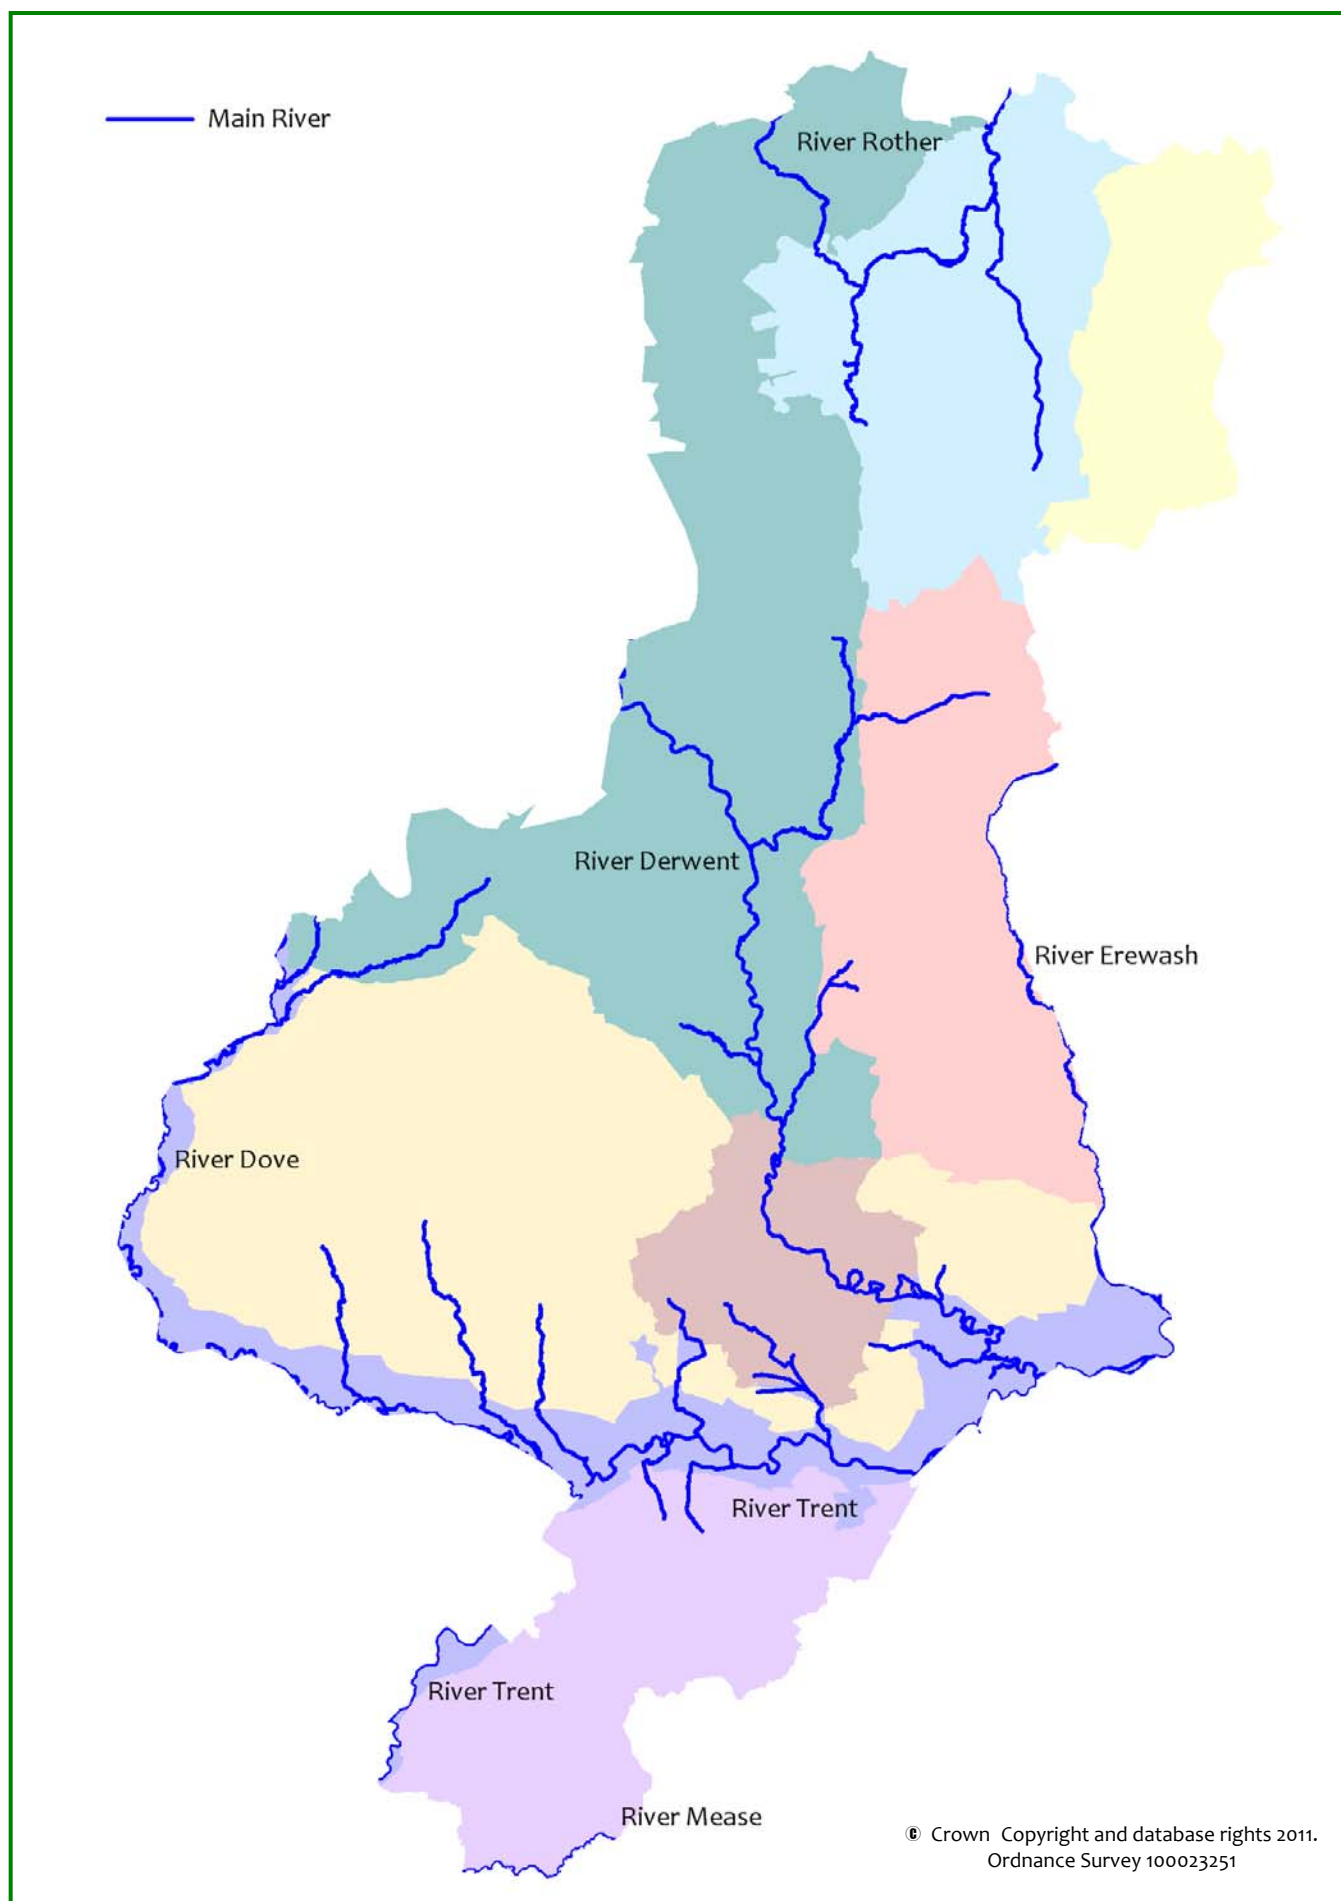 Main River
River Rother
River Derwent
River Erewash
River Dove
River Trent
River Trent
River Mease
© Crown Copyright and database rights 2011.
Ordnance Survey 100023251